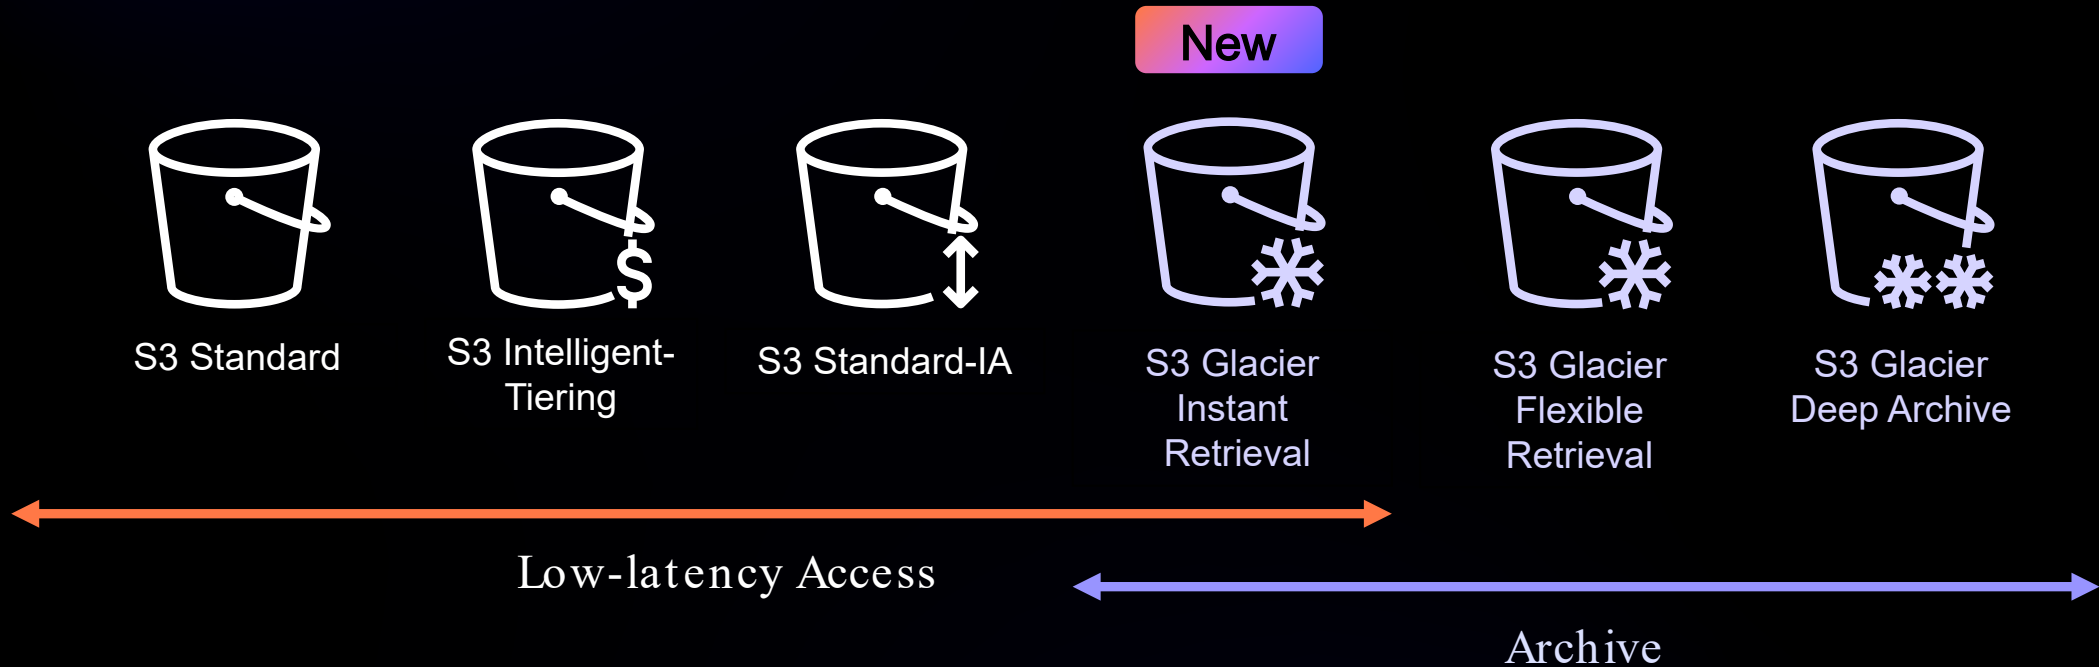 New
S3 Standard
S3 Intelligent-
Tiering
S3 Standard-IA
S3 Glacier
Instant
Retrieval
S3 Glacier
Flexible
Retrieval
S3 Glacier
Deep Archive
Low-latency Access
Archive